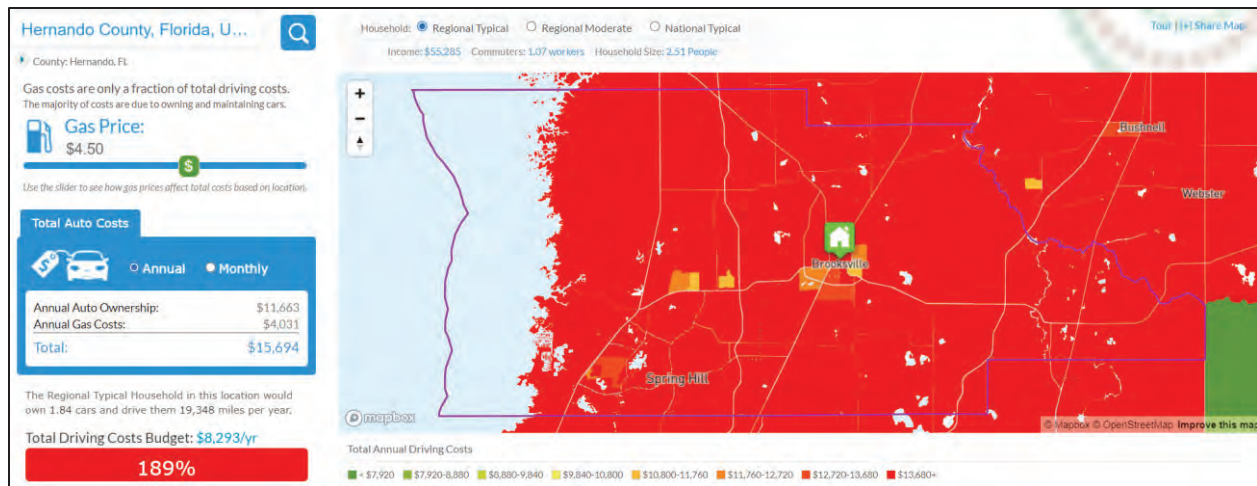 Hernando County, Florida, U...
County: Hernando, FL
Gas costs are only a fraction of total driving costs.
The majority of costs are due to owning and maintaining cars.
Gas Price:
$4.50
$
Use the slider to see how gas prices affect total costs based on location.
Total Auto Costs
$
Annual
Monthly
Annual Auto Ownership: $11,663
Annual Gas Costs: $4,031
Total: $15,694
The Regional Typical Household in this location would
own 1.84 cars and drive them 19,348 miles per year.
Total Driving Costs Budget: $8,293/yr
189%
Household: Regional Typical Regional Moderate National Typical
Income: $55,285 Commuters: 1.07 workers Household Size: 2.51 People
Tour | [+] Share Map
+
−
Bushnell
Webster
Brooksville
Spring Hill
mapbox
© Mapbox © OpenStreetMap Improve this map
Total Annual Driving Costs
< $7,920 $7,920-8,880 $8,880-9,840 $9,840-10,800 $10,800-11,760 $11,760-12,720 $12,720-13,680 $13,680+